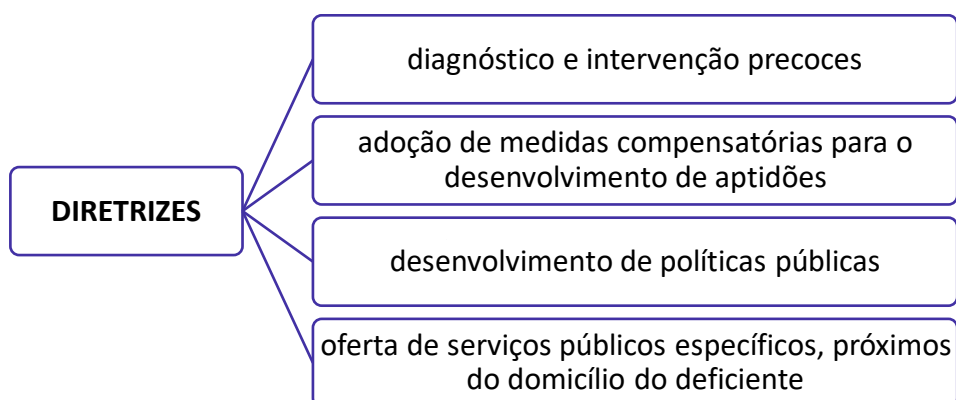 diagnóstico e intervenção precoces
adoção de medidas compensatórias para o
desenvolvimento de aptidões
DIRETRIZES
desenvolvimento de políticas públicas
oferta de serviços públicos específicos, próximos
do domicílio do deficiente